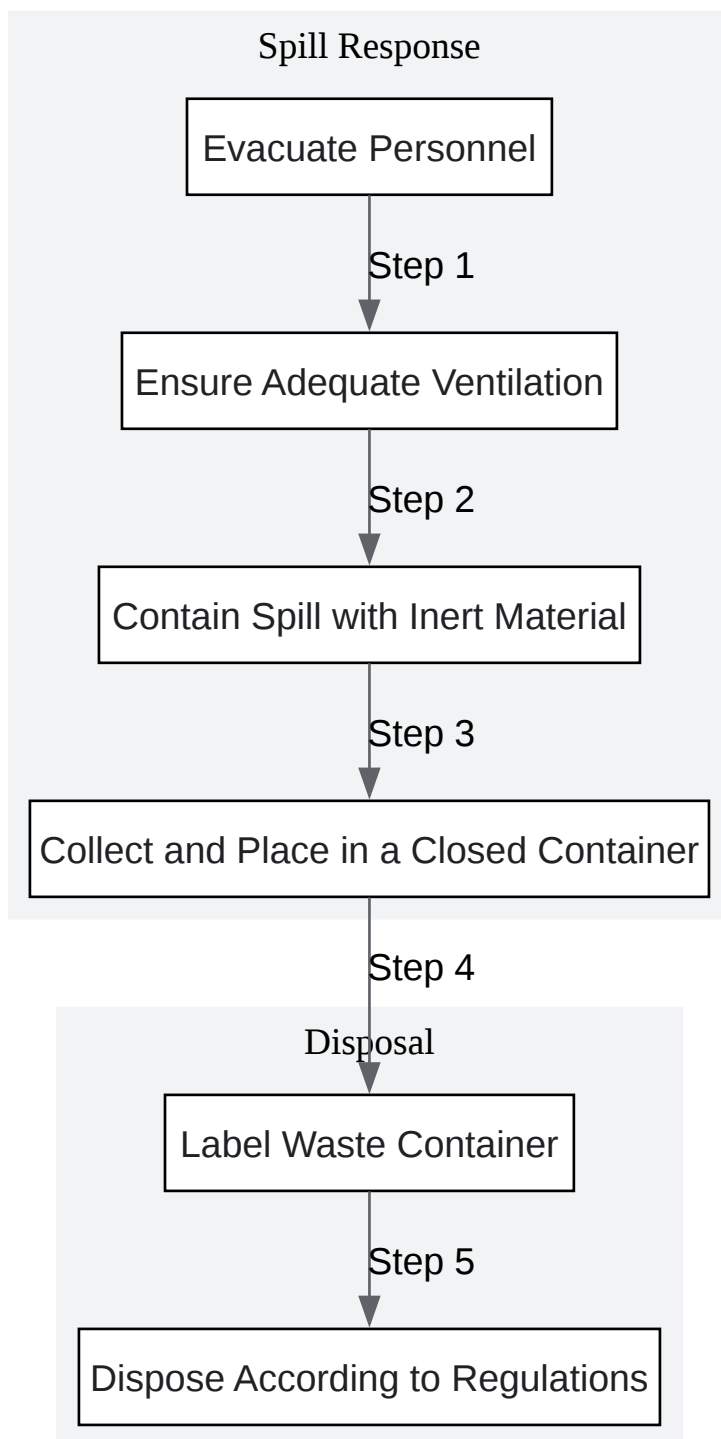 Spill Response
Evacuate Personnel
Step 1
Ensure Adequate Ventilation
Step 2
Contain Spill with Inert Material
Step 3
Collect and Place in a Closed Container
Step 4
Disposal
Label Waste Container
Step 5
Dispose According to Regulations